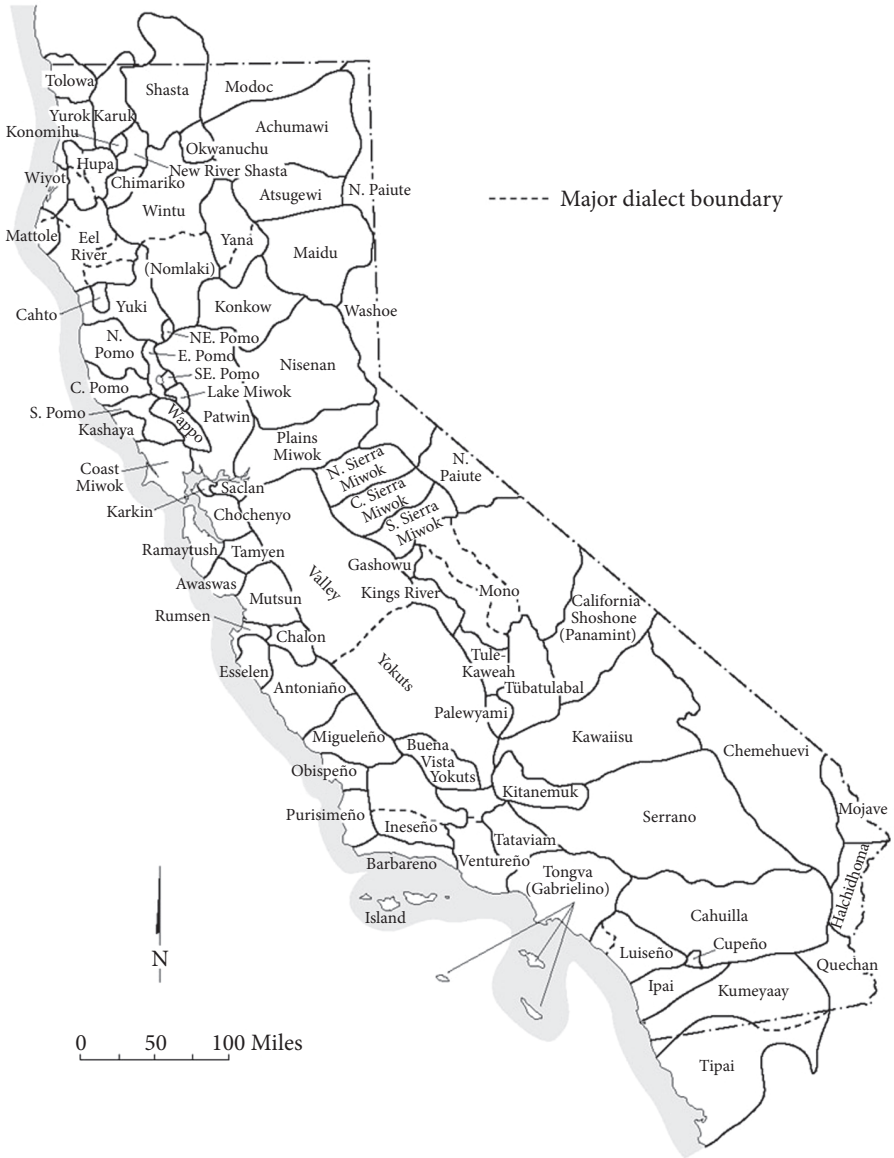 Tolowa
Shasta
Modoc
Yurok
Karuk
Konomihu
Achumawi
Okwanuchu
Hupa
New River Shasta
Wiyot
Chimariko
Atsugewi
N. Paiute
Major dialect boundary
Wintu
Mattole
Eel
River
Yana
Maidu
(Nomlaki)
Cahto
Yuki
Konkow
Washoe
N.
Pomo
NE. Pomo
E. Pomo
SE. Pomo
Nisenan
C. Pomo
Lake Miwok
S. Pomo
Wappo
Patwin
Kashaya
Plains
Miwok
N. Sierra
Miwok
N.
Paiute
Coast
Miwok
Saclan
C. Sierra
Miwok
Karkin
Chochenyo
S. Sierra
Miwok
Ramaytush
Tamyen
Gashowu
Valley
Awaswas
Mutsun
Kings River
Mono
California
Shoshone
(Panamint)
Rumsen
Chalon
Esselen
Yokuts
Tule-
Kaweah
Antoniaño
Tübatulabal
Palewyami
Migueleño
Buena
Vista
Yokuts
Kawaiisu
Chemehuevi
Obispeño
Kitanemuk
Mojave
Purisimeño
Ineseño
Serrano
Tataviam
Barbareno
Ventureño
Tongva
(Gabrielino)
Halchidhoma
Island
Cahuilla
N
Luiseño
Cupeño
Quechan
Ipai
Kumeyaay
0 50 100 Miles
Tipai